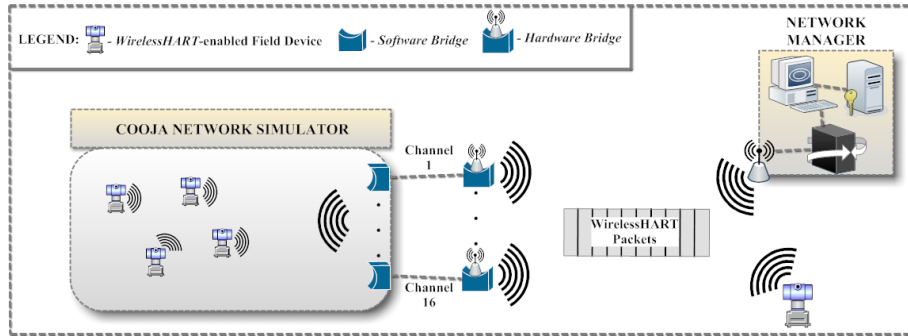 LEGEND: - WirelessHART-enabled Field Device - Software Bridge - Hardware Bridge
NETWORK
MANAGER
COOJA NETWORK SIMULATOR
Channel
1
WirelessHART
Packets
Channel
16